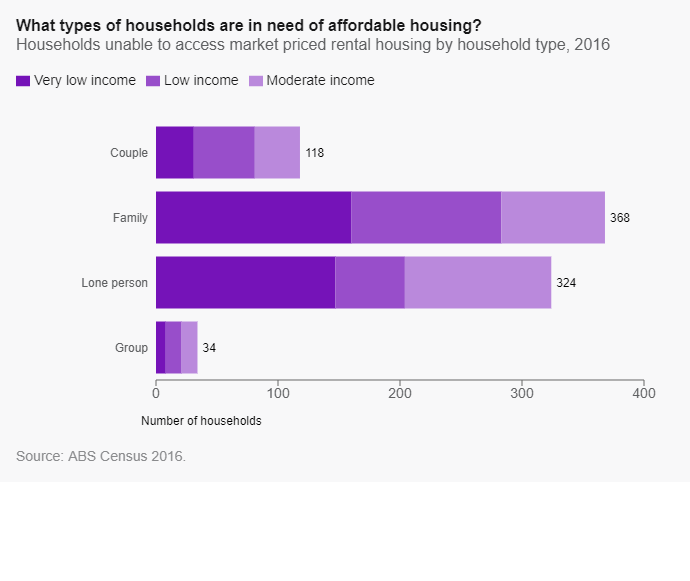 What types of households are in need of affordable housing?
Households unable to access market priced rental housing by household type, 2016
Very low income Low income Moderate income
Couple 118
Family 368
Lone person 324
Group 34
0 100 200 300 400
Number of households
Source: ABS Census 2016.